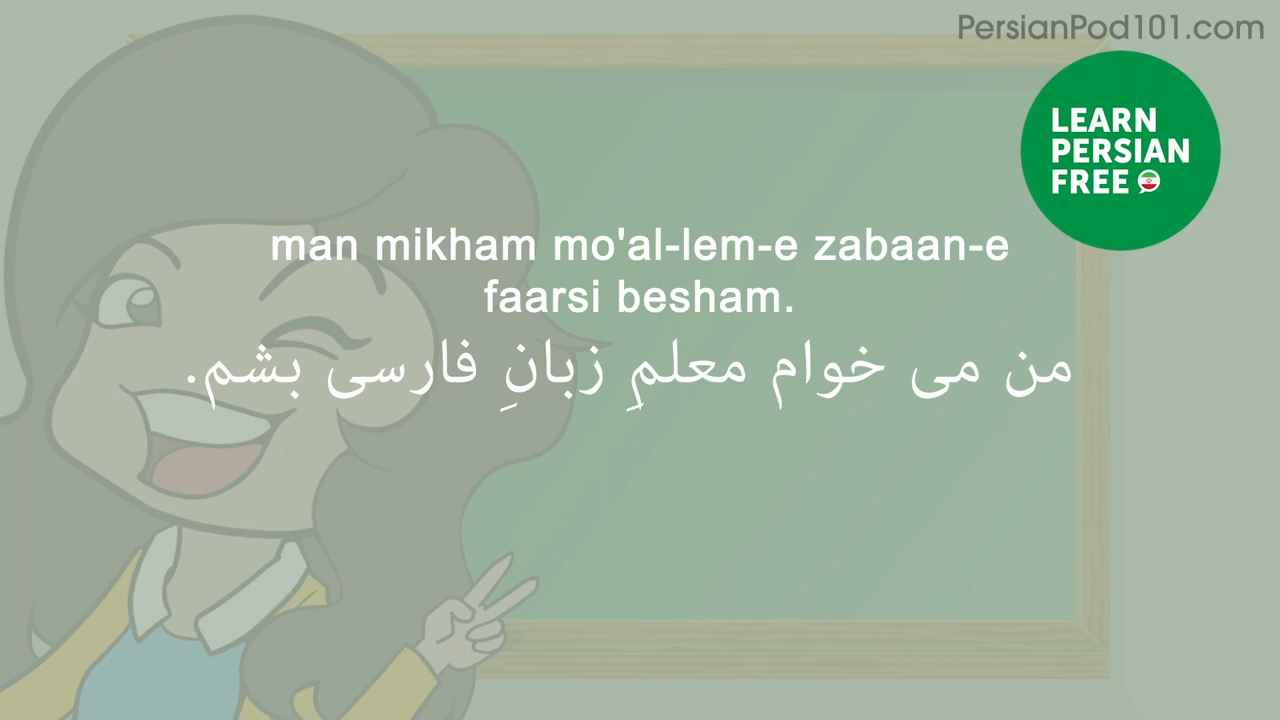 PersianPod101.com
LEARN
PERSIAN
FREE
man mikham mo'al-lem-e zabaan-e
faarsi besham.
من می خوام معلمِ زبانِ فارسی بشم.